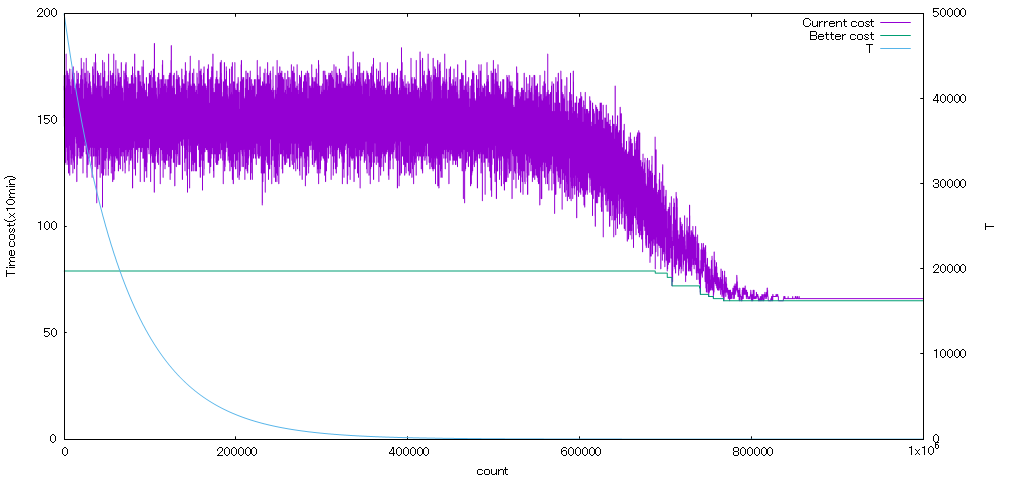 200
150
100
50
0
Time cost(x10min)
50000
40000
30000
20000
10000
0
T
Current cost
Better cost
T
0
200000
400000
600000
800000
1x10⁶
count